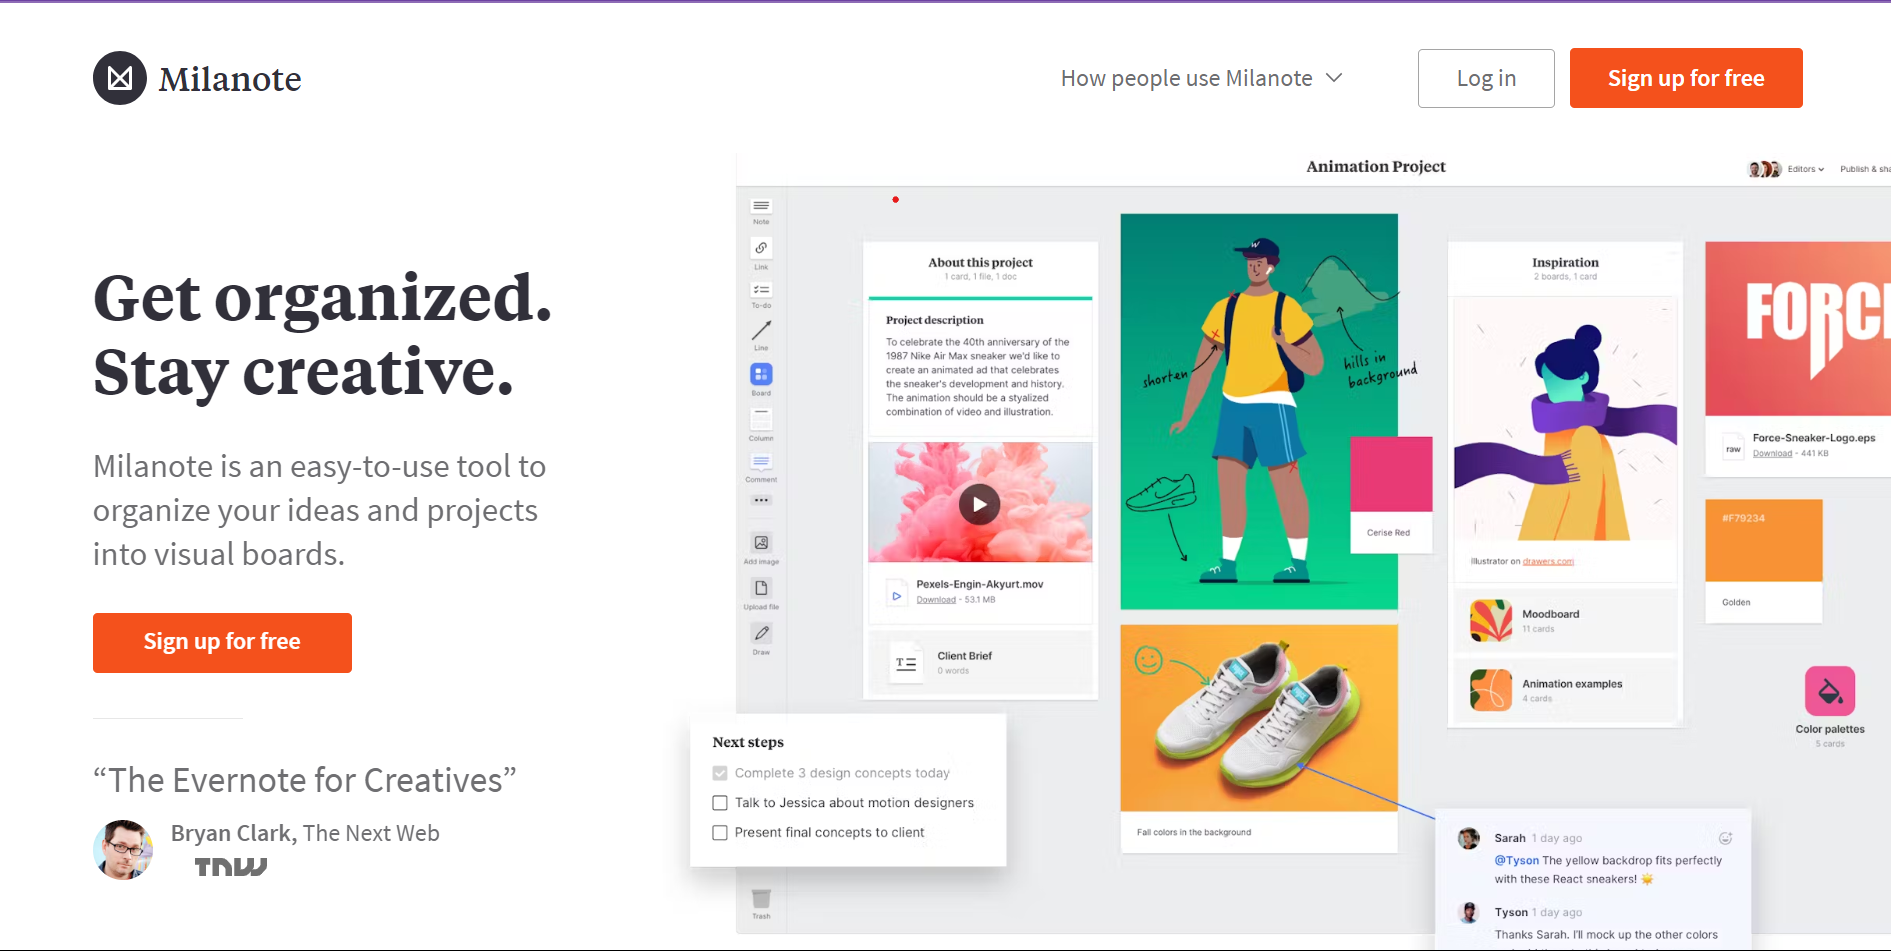 Milanote
How people use Milanote
Log in
Sign up for free
Get organized.
Stay creative.
Milanote is an easy-to-use tool to
organize your ideas and projects
into visual boards.
Sign up for free
“The Evernote for Creatives”
Bryan Clark, The Next Web
TNW
Animation Project
Editors
Publish & sha
Note
Link
To-do
Line
Board
Column
Comment
Add image
Upload file
Draw
Trash
About this project
1 card, 1 file, 1 doc
Project description
To celebrate the 40th anniversary of the
1987 Nike Air Max sneaker we'd like to
create an animated ad that celebrates
the sneaker's development and history.
The animation should be a styalized
combination of video and illustration.
Pexels-Engin-Akyurt.mov
Download - 53.1 MB
Client Brief
0 words
Next steps
Complete 3 design concepts today
Talk to Jessica about motion designers
Present final concepts to client
W
shorten
hills in
background
Cerise Red
Fall colors in the background
Inspiration
2 boards, 1 card
Illustrator on drawers.com
Moodboard
11 cards
Animation examples
4 cards
FORC
raw
Force-Sneaker-Logo.eps
Download - 441 KB
#F79234
Golden
Color palettes
5 cards
Sarah 1 day ago
@Tyson The yellow backdrop fits perfectly
with these React sneakers! ☀️
Tyson 1 day ago
Thanks Sarah. I'll mock up the other colors